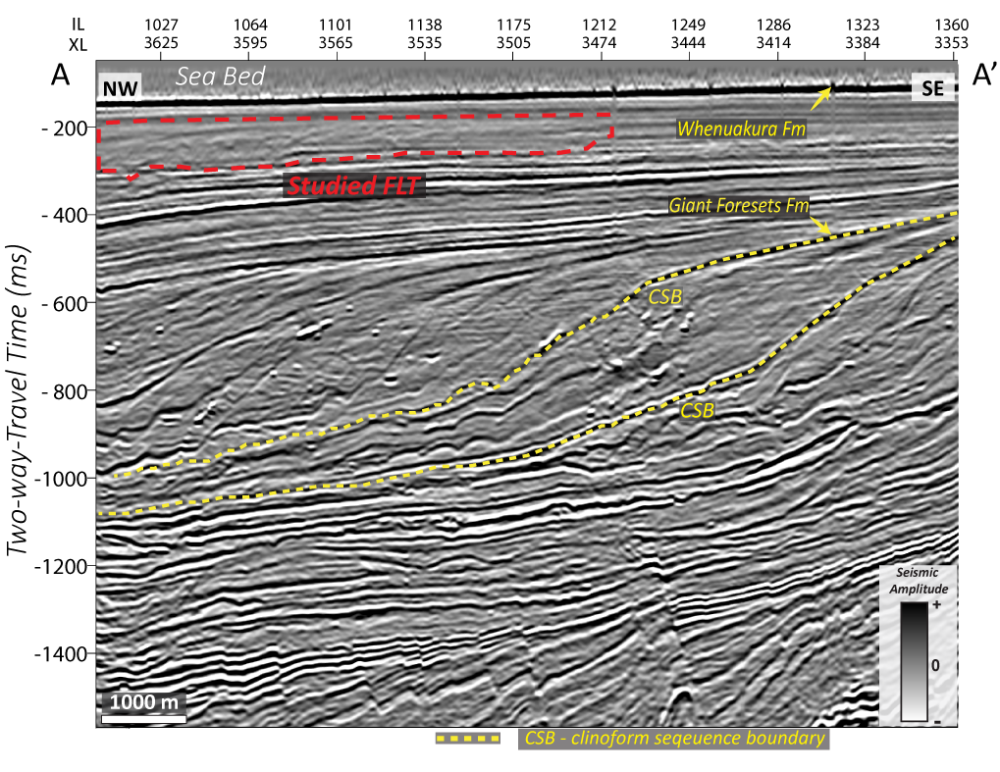 IL 1027 1064 1101 1138 1175 1212 1249 1286 1323 1360
XL 3625 3595 3565 3535 3505 3474 3444 3414 3384 3353
A Sea Bed A’
NW SE
Whenuakura Fm
- 200
Studied FLT
Giant Foresets Fm
- 400
CSB
- 600
- 800
CSB
-1000
-1200
-1400
Two-way-Travel Time (ms)
Seismic
Amplitude
+
0
-
1000 m
CSB - clinoform seqeuence boundary